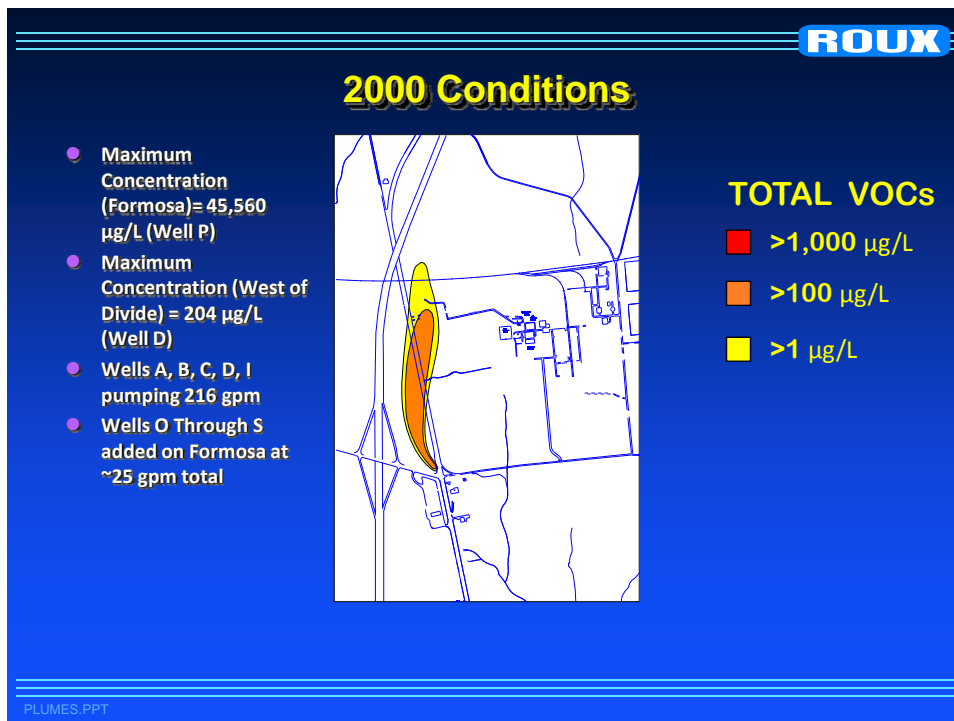 ROUX
2000 Conditions
Maximum
Concentration
(Formosa)= 45,560
µg/L (Well P)
Maximum
Concentration (West of
Divide) = 204 µg/L
(Well D)
Wells A, B, C, D, I
pumping 216 gpm
Wells O Through S
added on Formosa at
~25 gpm total
TOTAL VOCs
>1,000 µg/L
>100 µg/L
>1 µg/L
PLUMES.PPT